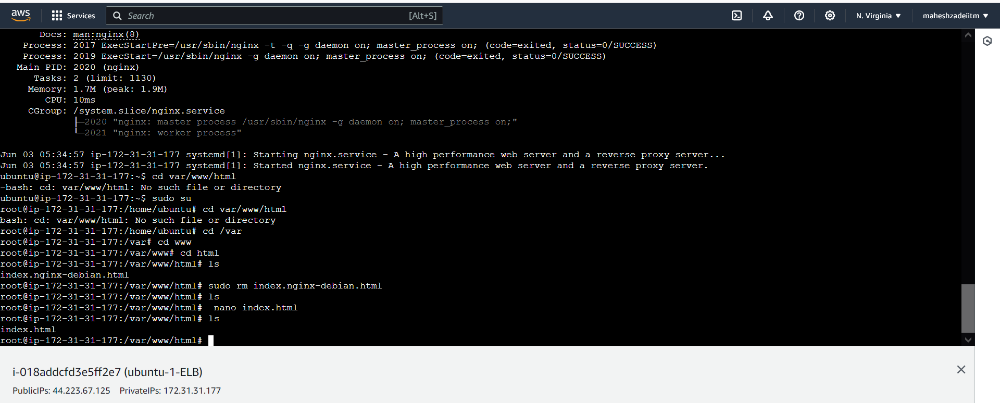 aws Services Search [Alt+S] N. Virginia maheshzadeiitm
Docs: man:nginx(8)
Process: 2017 ExecStartPre=/usr/sbin/nginx -t -q -g daemon on; master_process on; (code=exited, status=0/SUCCESS)
Process: 2019 ExecStart=/usr/sbin/nginx -g daemon on; master_process on; (code=exited, status=0/SUCCESS)
Main PID: 2020 (nginx)
Tasks: 2 (limit: 1130)
Memory: 1.7M (peak: 1.9M)
CPU: 10ms
CGroup: /system.slice/nginx.service
├─2020 "nginx: master process /usr/sbin/nginx -g daemon on; master_process on;"
└─2021 "nginx: worker process"
Jun 03 05:34:57 ip-172-31-31-177 systemd[1]: Starting nginx.service - A high performance web server and a reverse proxy server...
Jun 03 05:34:57 ip-172-31-31-177 systemd[1]: Started nginx.service - A high performance web server and a reverse proxy server.
ubuntu@ip-172-31-31-177:~$ cd var/www/html
-bash: cd: var/www/html: No such file or directory
ubuntu@ip-172-31-31-177:~$ sudo su
root@ip-172-31-31-177:/home/ubuntu# cd var/www/html
bash: cd: var/www/html: No such file or directory
root@ip-172-31-31-177:/home/ubuntu# cd /var
root@ip-172-31-31-177:/var# cd www
root@ip-172-31-31-177:/var/www# cd html
root@ip-172-31-31-177:/var/www/html# ls
index.nginx-debian.html
root@ip-172-31-31-177:/var/www/html# sudo rm index.nginx-debian.html
root@ip-172-31-31-177:/var/www/html# ls
root@ip-172-31-31-177:/var/www/html#  nano index.html
root@ip-172-31-31-177:/var/www/html# ls
index.html
root@ip-172-31-31-177:/var/www/html#
i-018addcfd3e5ff2e7 (ubuntu-1-ELB)
PublicIPs: 44.223.67.125 PrivateIPs: 172.31.31.177